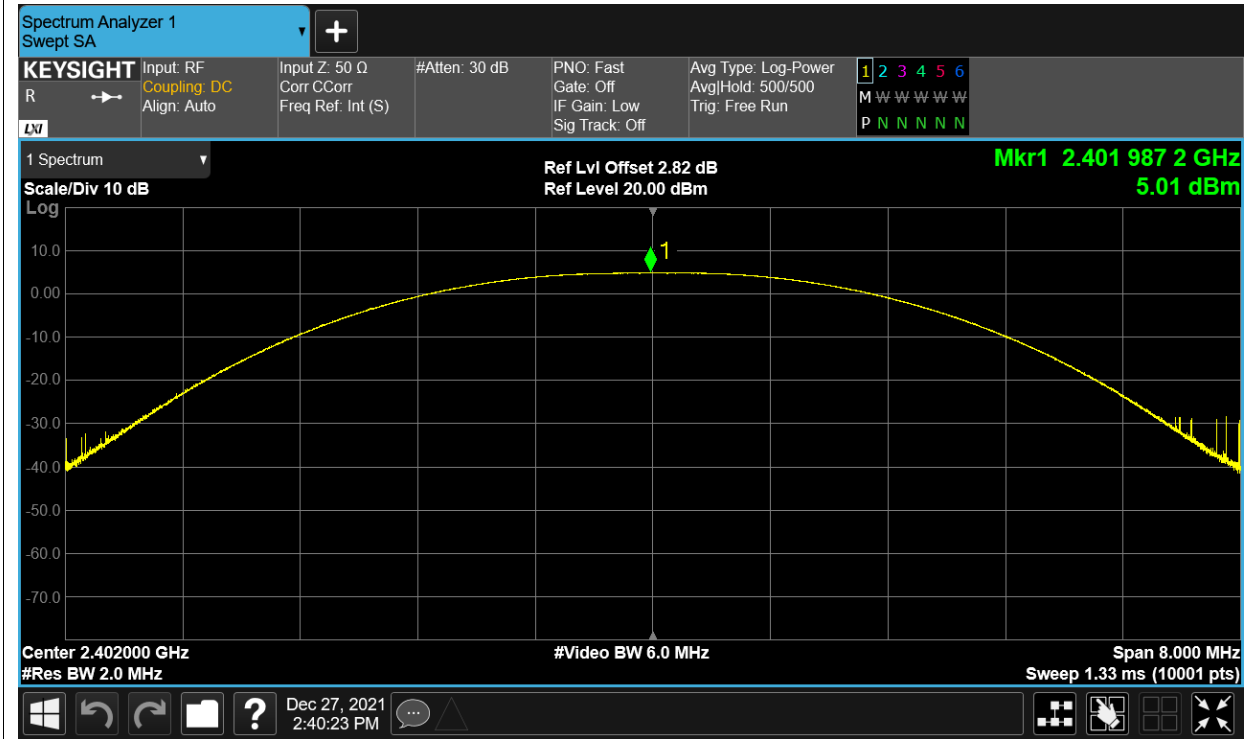 Spectrum Analyzer 1
Swept SA
KEYSIGHT
R
LXI
Input: RF
Coupling: DC
Align: Auto
Input Z: 50 Ω
Corr CCorr
Freq Ref: Int (S)
#Atten: 30 dB
PNO: Fast
Gate: Off
IF Gain: Low
Sig Track: Off
Avg Type: Log-Power
Avg|Hold: 500/500
Trig: Free Run
1 2 3 4 5 6
M W W W W W W
P N N N N N N
1 Spectrum
Scale/Div 10 dB
Log
Ref Lvl Offset 2.82 dB
Ref Level 20.00 dBm
Mkr1 2.401 987 2 GHz
5.01 dBm
1
10.0
0.00
-10.0
-20.0
-30.0
-40.0
-50.0
-60.0
-70.0
Center 2.402000 GHz
#Res BW 2.0 MHz
#Video BW 6.0 MHz
Span 8.000 MHz
Sweep 1.33 ms (10001 pts)
?
Dec 27, 2021
2:40:23 PM